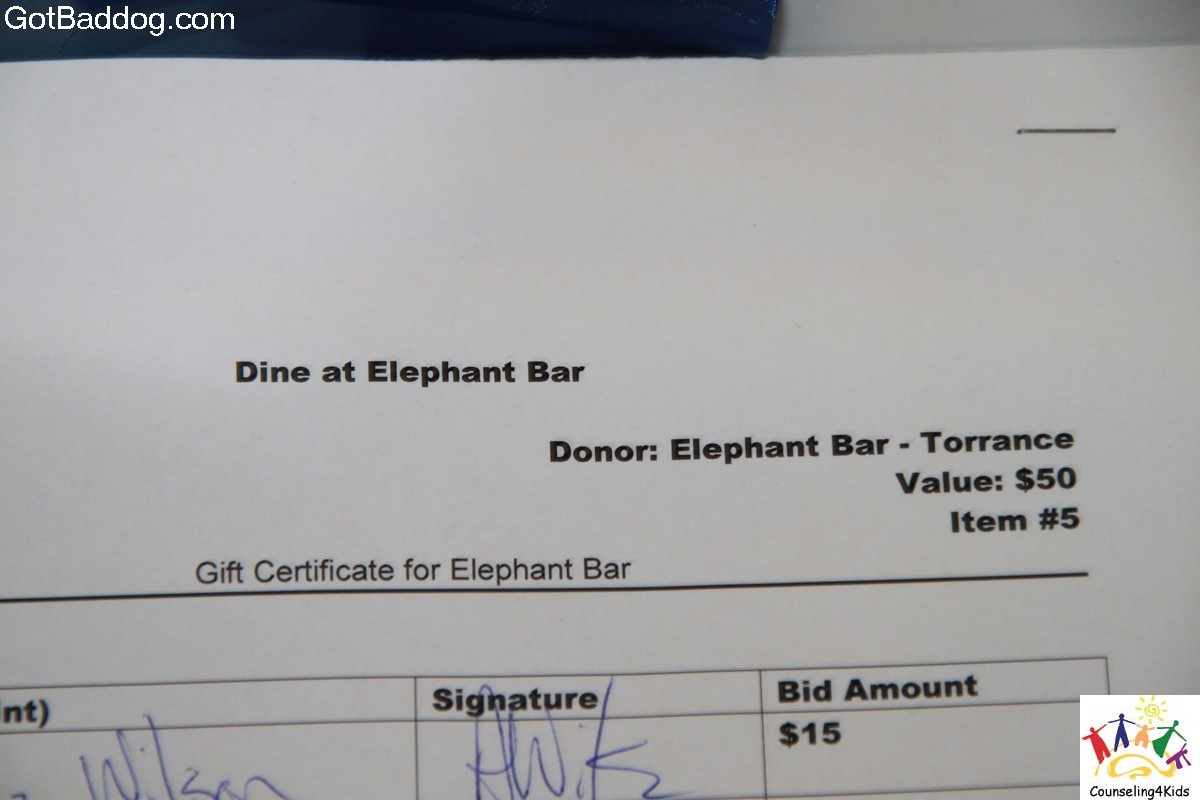 GotBaddog.com
Dine at Elephant Bar
Donor: Elephant Bar - Torrance
Value: $50
Item #5
Gift Certificate for Elephant Bar
nt) Signature Bid Amount
Wilson $15
Counseling4Kids